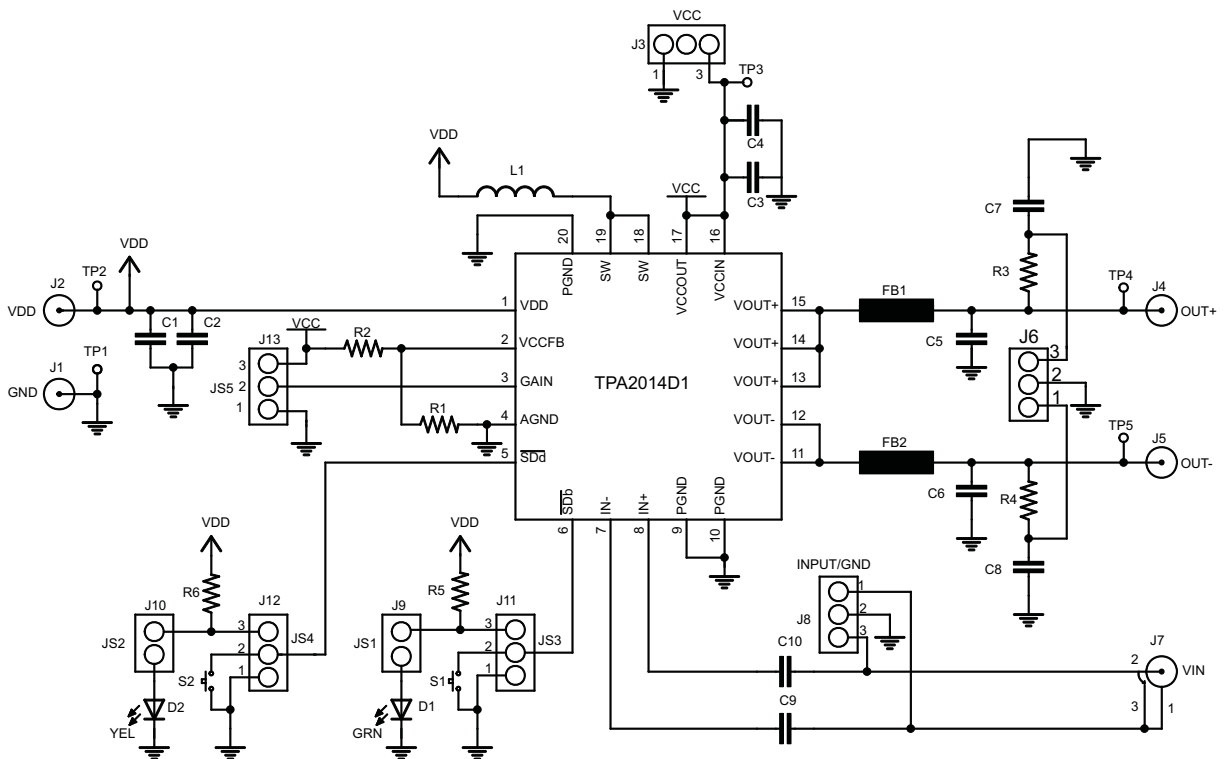 VCC
J3
1
3
TP3
C4
C3
VDD
L1
VCC
20
19
18
17
16
PGND
SW
SW
VCCOUT
VCCIN
C7
R3
VDD
TP2
J2
VDD
C1
C2
1
VDD
VOUT+
15
FB1
C5
TP4
J4
OUT+
J1
GND
TP1
VCC
J13
JS5
3
2
1
R2
2
VCCFB
3
GAIN
R1
4
AGND
5
SDd
TPA2014D1
VOUT+
14
VOUT+
13
VOUT-
12
VOUT-
11
FB2
J6
3
2
1
TP5
J5
OUT-
C6
R4
C8
SDb
IN-
IN+
PGND
PGND
6
7
8
9
10
VDD
R6
J10
JS2
J12
3
2
1
JS4
S2
D2
YEL
VDD
R5
J9
JS1
J11
3
2
1
JS3
S1
D1
GRN
INPUT/GND
J8
1
2
3
C10
C9
J7
2
VIN
3
1